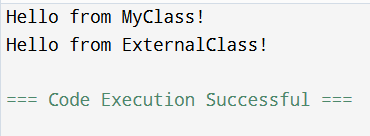 Hello from MyClass!
Hello from ExternalClass!
=== Code Execution Successful ===